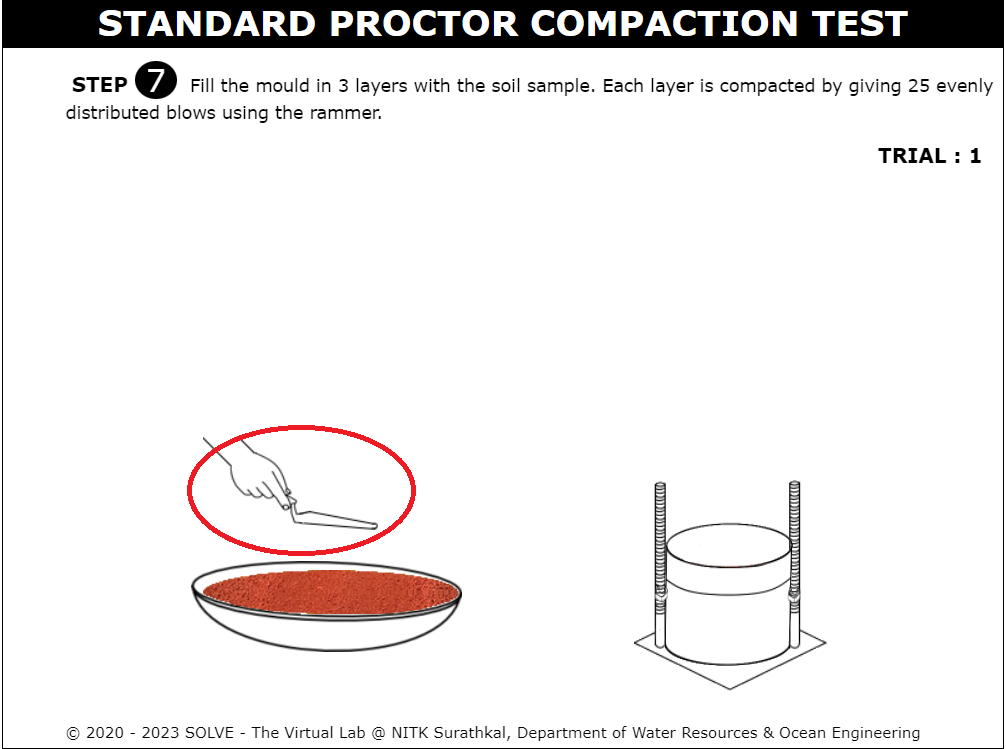 STANDARD PROCTOR COMPACTION TEST
STEP 7 Fill the mould in 3 layers with the soil sample. Each layer is compacted by giving 25 evenly
distributed blows using the rammer.
TRIAL : 1
© 2020 - 2023 SOLVE - The Virtual Lab @ NITK Surathkal, Department of Water Resources & Ocean Engineering